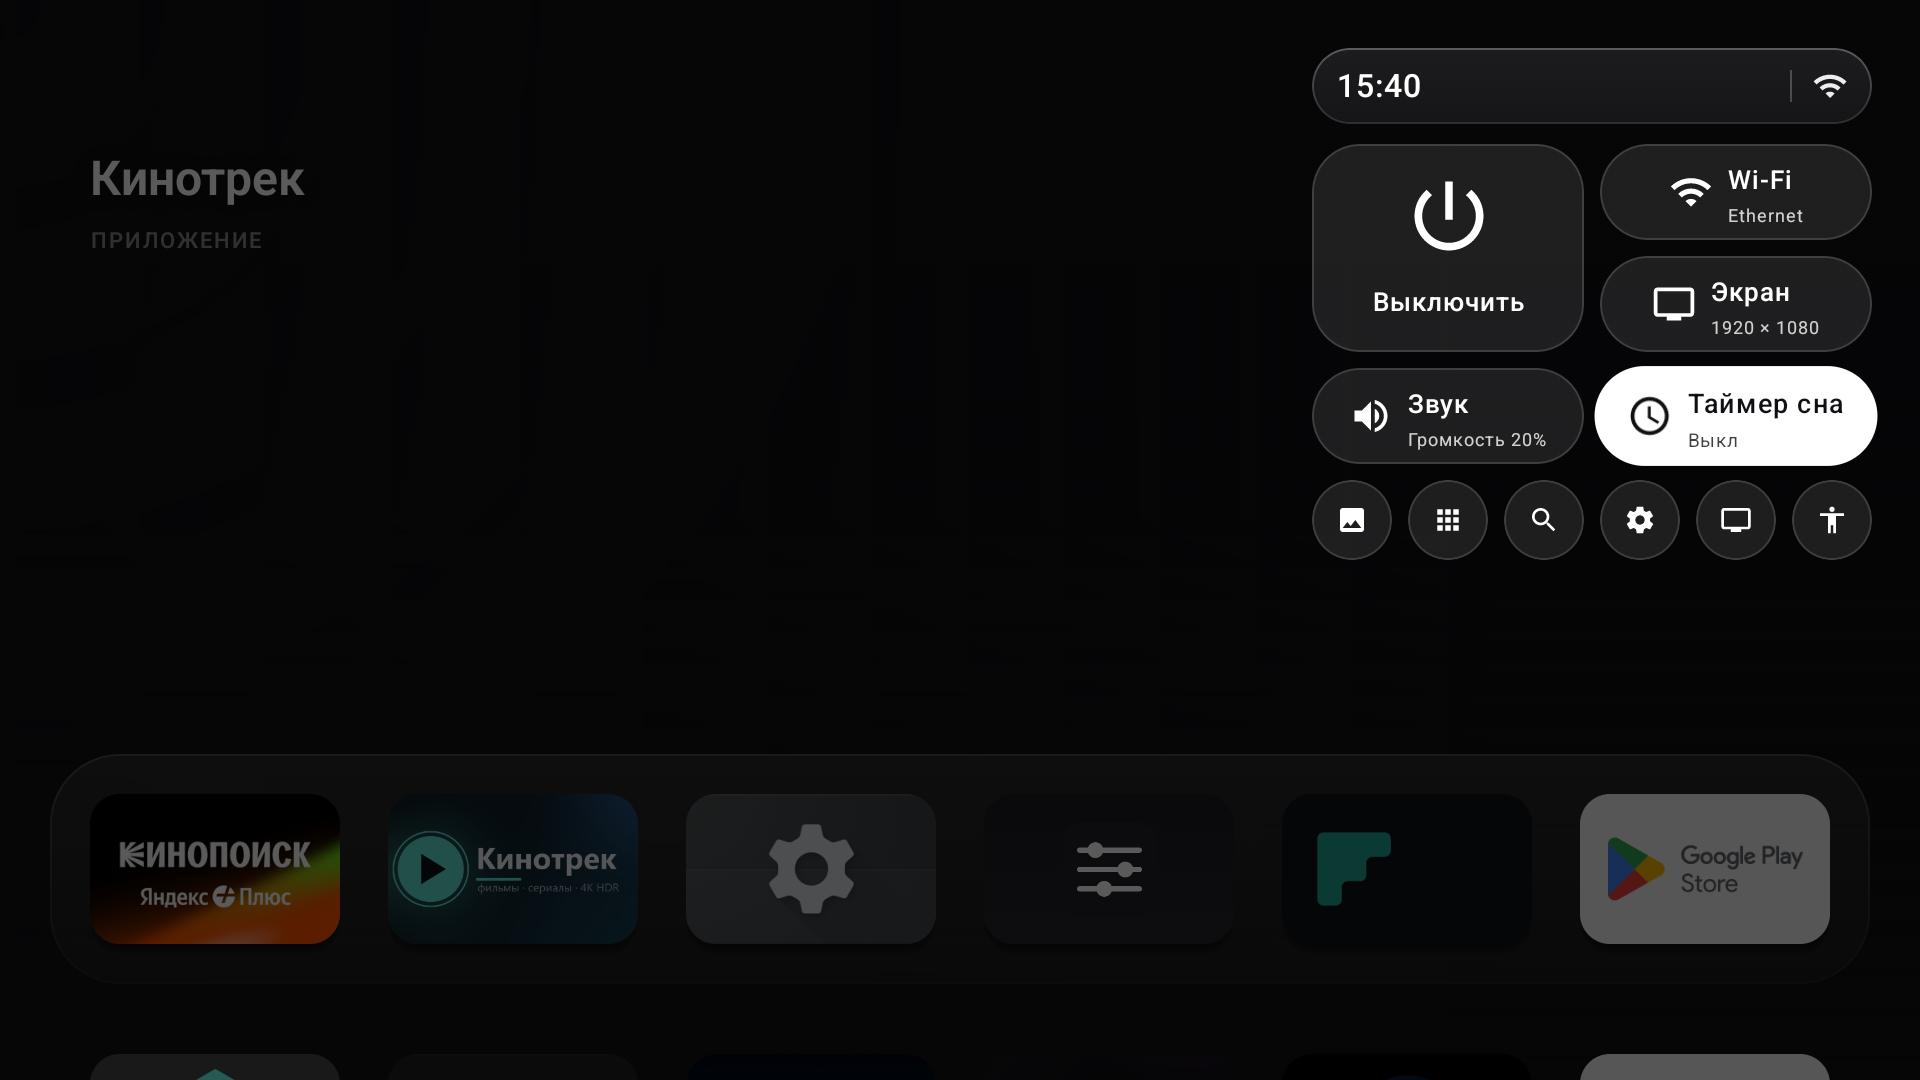 15:40
Кинотрек
ПРИЛОЖЕНИЕ
Выключить
Wi-Fi
Ethernet
Экран
1920 × 1080
Звук
Громкость 20%
Таймер сна
Выкл
КИНОПОИСК
Яндекс Плюс
Кинотрек
фильмы · сериалы · 4K HDR
Google Play
Store